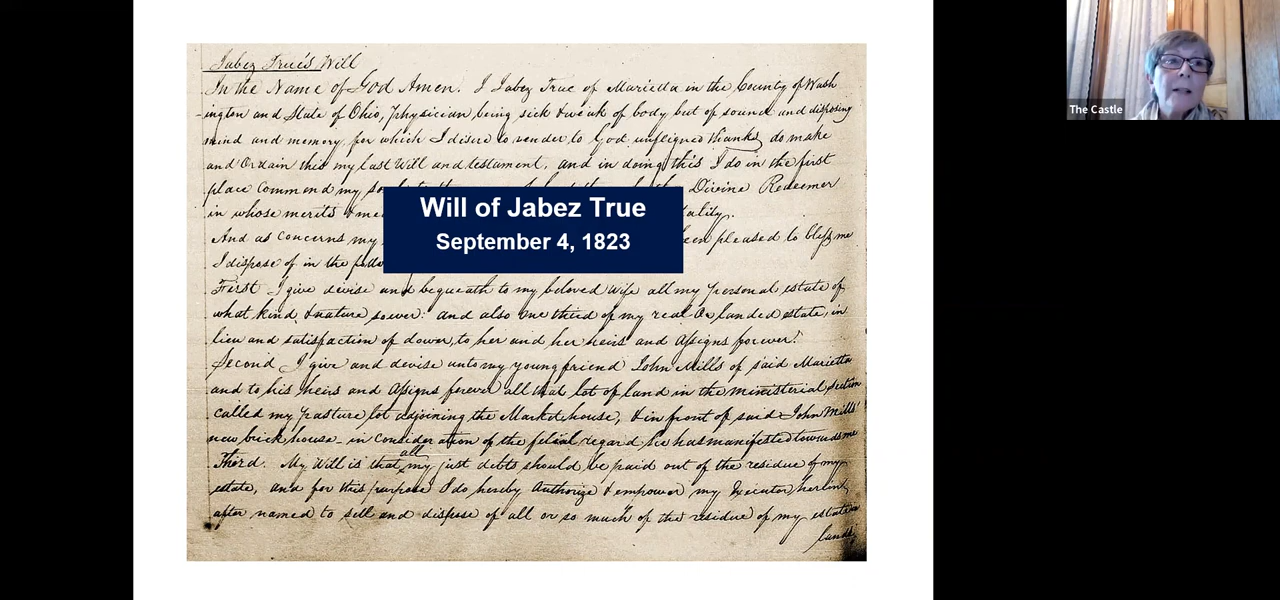 Jabez True's Will
In the Name of God Amen. I Jabez True of Marietta in the County of Wash
-ington and State of Ohio, Physician, being sick & weak of body but of sound and disposing
mind and memory, for which I desire to render to God unfeigned thanks, do make
and Ordain this my last Will and testament, and in doing this I do in the first
place commend my Divine Redeemer
in whose merits
And as concerns my been pleased to bless me
I dispose of in the
Will of Jabez True
September 4, 1823
First I give devise and bequeath to my beloved wife all my personal estate of
what kind & nature soever: and also one third of my real Or landed estate, in
lieu and satisfaction of dower, to her and her heirs and assigns forever.
Second I give and devise unto my young friend John Mills of said Marietta
and to his heirs and assigns forever all that lot of land in the ministerial Section
called my pasture lot adjoining the Market house, & in front of said John Mills'
new brick house - in consideration of the filial regard he has manifested towards me
Third. My Will is that all my just debts should be paid out of the residue of my
estate, and for this purpose I do hereby Authorize & empower my Executor herein
after named to sell and dispose of all or so much of the residue of my estate in
lands,
The Castle